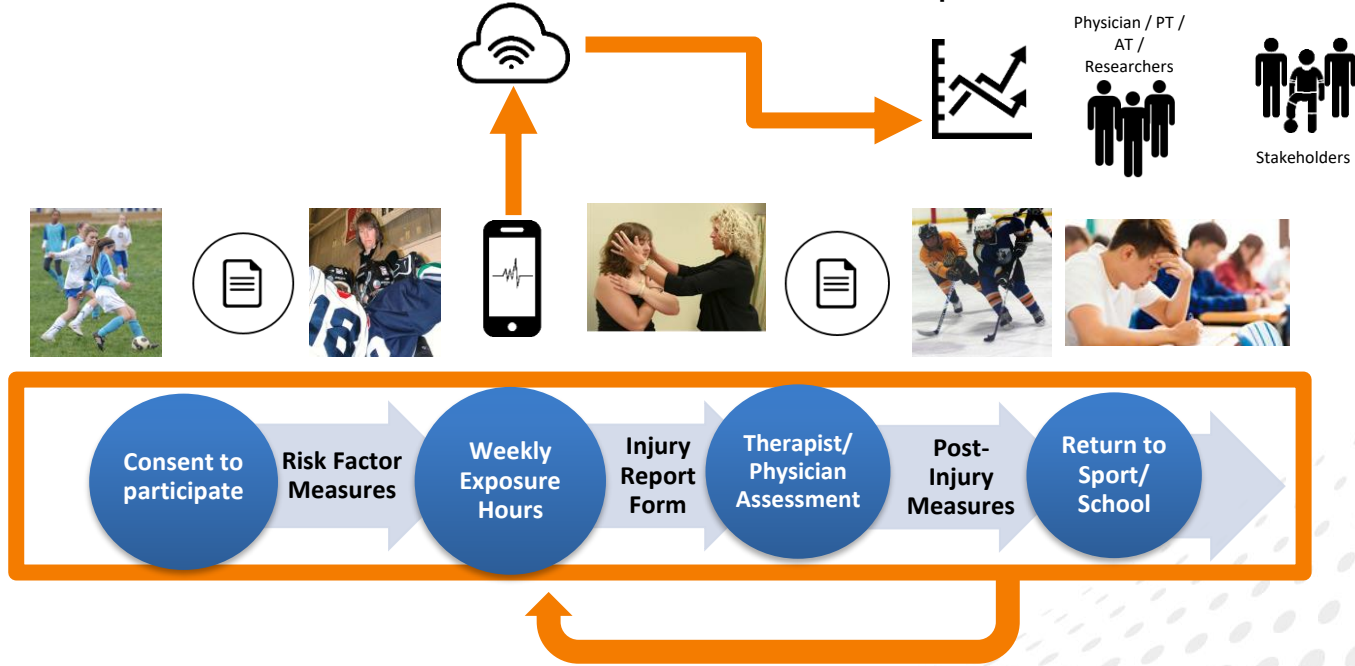 Physician / PT /
AT /
Researchers
Stakeholders
18
Consent to
participate
Risk Factor
Measures
Weekly
Exposure
Hours
Injury
Report
Form
Therapist/
Physician
Assessment
Post-
Injury
Measures
Return to
Sport/
School